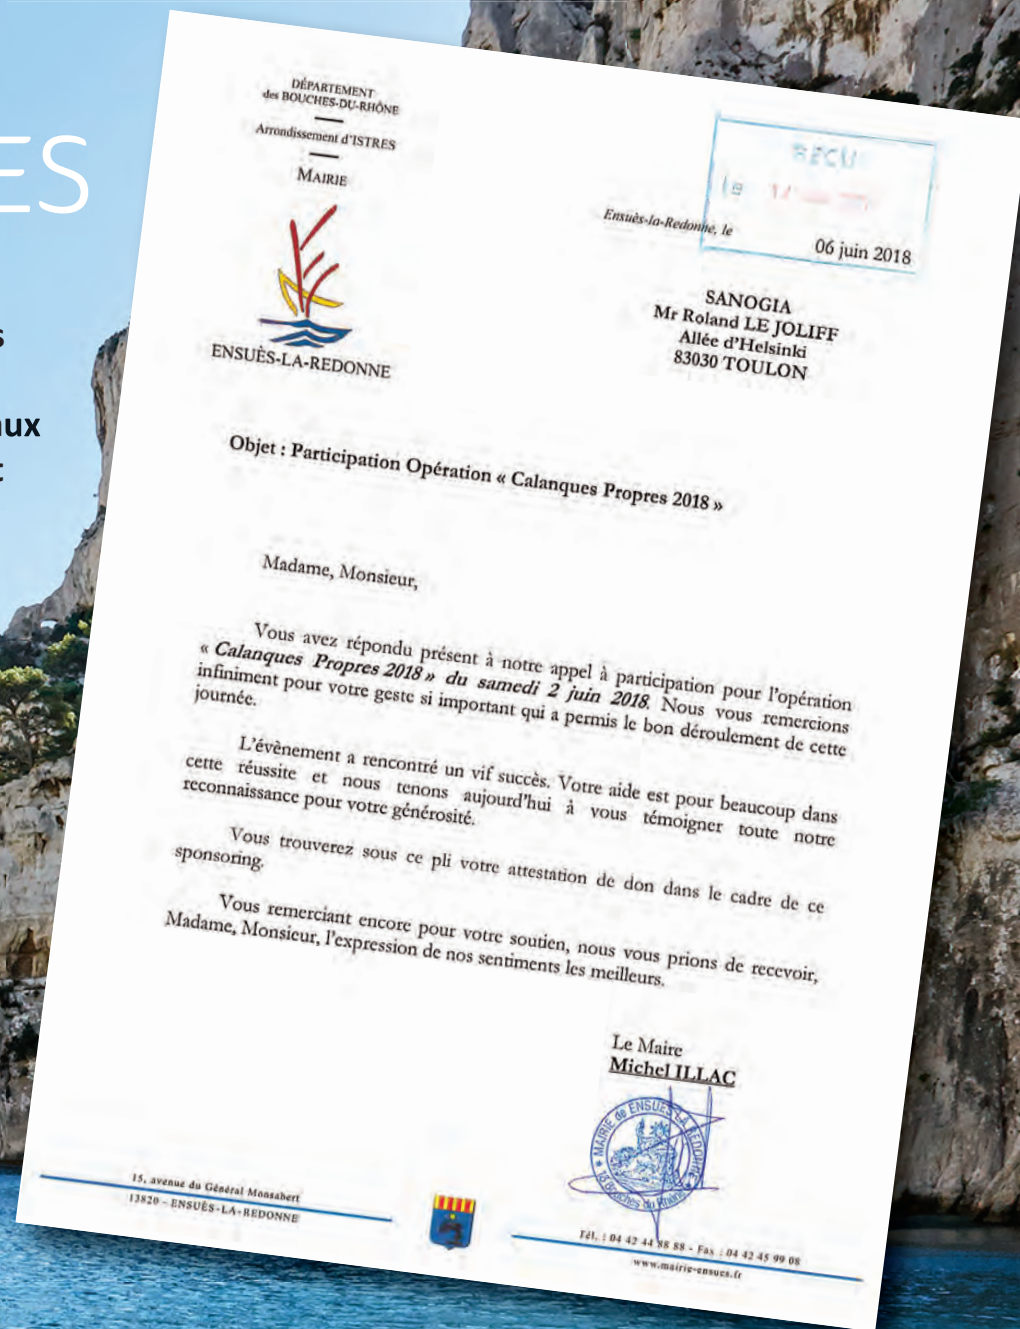 ES
s
aux
t
DÉPARTEMENT
des BOUCHES-DU-RHÔNE
Arrondissement d'ISTRES
MAIRIE
ENSUÈS-LA-REDONNE
RECU
le
Ensuès-la-Redonne, le
06 juin 2018
SANOGIA
Mr Roland LE JOLIFF
Allée d'Helsinki
83030 TOULON
Objet : Participation Opération « Calanques Propres 2018 »
Madame, Monsieur,
Vous avez répondu présent à notre appel à participation pour l'opération
« Calanques Propres 2018 » du samedi 2 juin 2018. Nous vous remercions
infiniment pour votre geste si important qui a permis le bon déroulement de cette
journée.
L'évènement a rencontré un vif succès. Votre aide est pour beaucoup dans
cette réussite et nous tenons aujourd'hui à vous témoigner toute notre
reconnaissance pour votre générosité.
Vous trouverez sous ce pli votre attestation de don dans le cadre de ce
sponsoring.
Vous remerciant encore pour votre soutien, nous vous prions de recevoir,
Madame, Monsieur, l'expression de nos sentiments les meilleurs.
Le Maire
Michel ILLAC
MAIRIE de ENSUES LA REDONNE
Bouches du Rhône
15, avenue du Général Monsabert
13820 - ENSUÈS-LA-REDONNE
Tél. : 04 42 44 88 88 - Fax : 04 42 45 99 08
www.mairie-ensues.fr